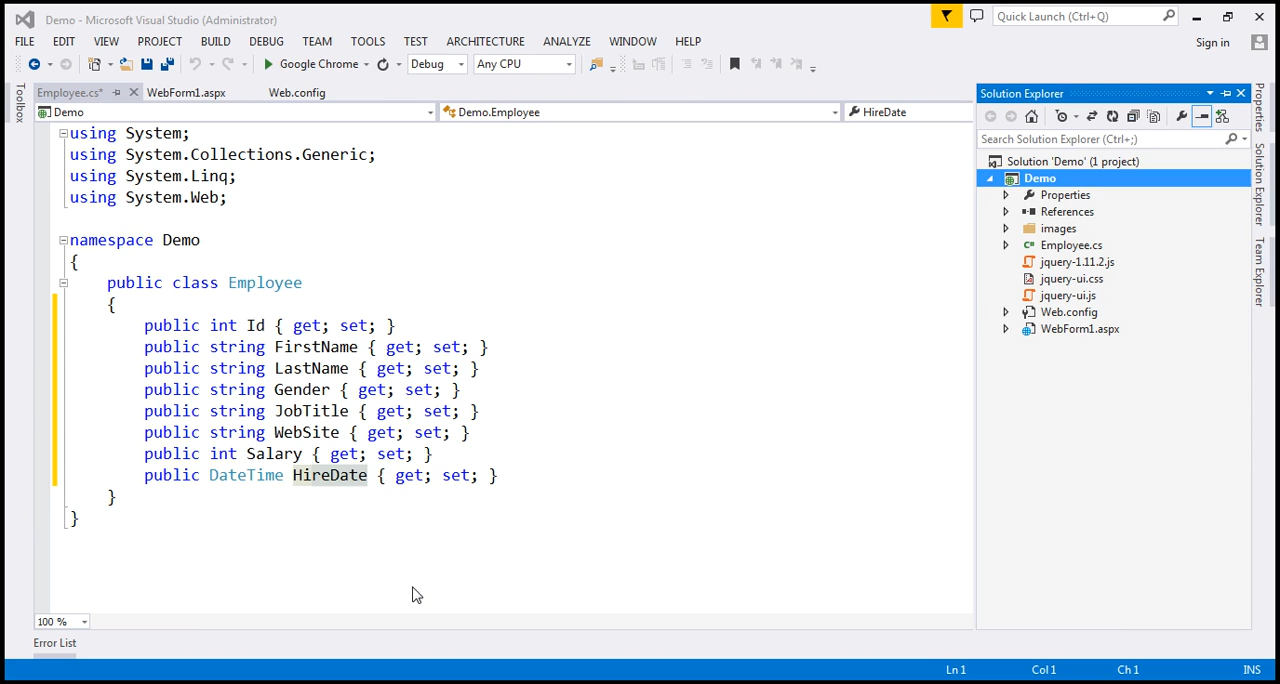 Demo - Microsoft Visual Studio (Administrator)
Quick Launch (Ctrl+Q)
FILE EDIT VIEW PROJECT BUILD DEBUG TEAM TOOLS TEST ARCHITECTURE ANALYZE WINDOW HELP
Sign in
Google Chrome Debug Any CPU
Employee.cs* WebForm1.aspx Web.config
Demo Demo.Employee HireDate
Toolbox
using System;
using System.Collections.Generic;
using System.Linq;
using System.Web;
namespace Demo
{
public class Employee
{
public int Id { get; set; }
public string FirstName { get; set; }
public string LastName { get; set; }
public string Gender { get; set; }
public string JobTitle { get; set; }
public string WebSite { get; set; }
public int Salary { get; set; }
public DateTime HireDate { get; set; }
}
}
100 %
Error List
Solution Explorer
Search Solution Explorer (Ctrl+;)
Solution 'Demo' (1 project)
Demo
Properties
References
images
Employee.cs
jquery-1.11.2.js
jquery-ui.css
jquery-ui.js
Web.config
WebForm1.aspx
Properties
Solution Explorer
Team Explorer
Ln 1 Col 1 Ch 1 INS